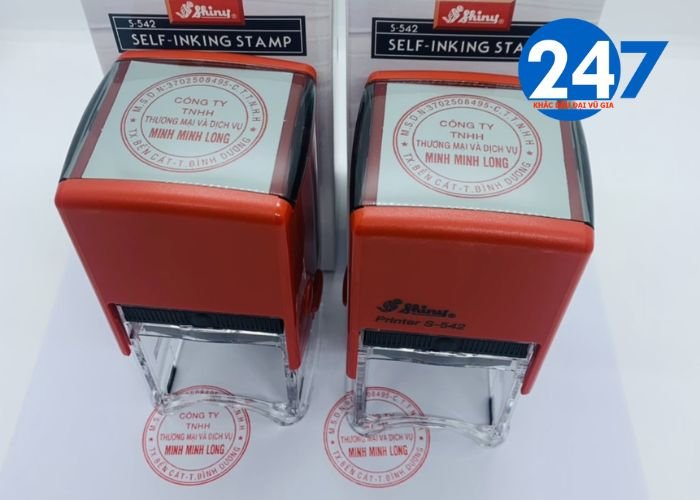 Shiny
S-542
SELF-INKING STAMP
Shiny
S-542
SELF-INKING STA
247
KHẮC DẤU ĐẠI VŨ GIA
M.S.D.N:3702508495-C.T.T.N.H.H
CÔNG TY
TNHH
THƯƠNG MẠI VÀ DỊCH VỤ
MINH MINH LONG
TX.BẾN CÁT-T.BÌNH DƯƠNG
M.S.D.N:3702508495-C.T.T.N.H.H
CÔNG TY
TNHH
THƯƠNG MẠI VÀ DỊCH VỤ
MINH MINH LONG
TX.BẾN CÁT-T.BÌNH DƯƠNG
Shiny
Printer S-542
M.S.D.N:3702508495-C.T.T.N.H.H
CÔNG TY
TNHH
THƯƠNG MẠI VÀ DỊCH VỤ
MINH MINH LONG
TX.BẾN CÁT-T.BÌNH DƯƠNG
CÔNG TY
TNHH
THƯƠNG MẠI VÀ DỊCH VỤ
MINH MINH LONG
TX.BẾN CÁT-T.BÌNH DƯƠNG